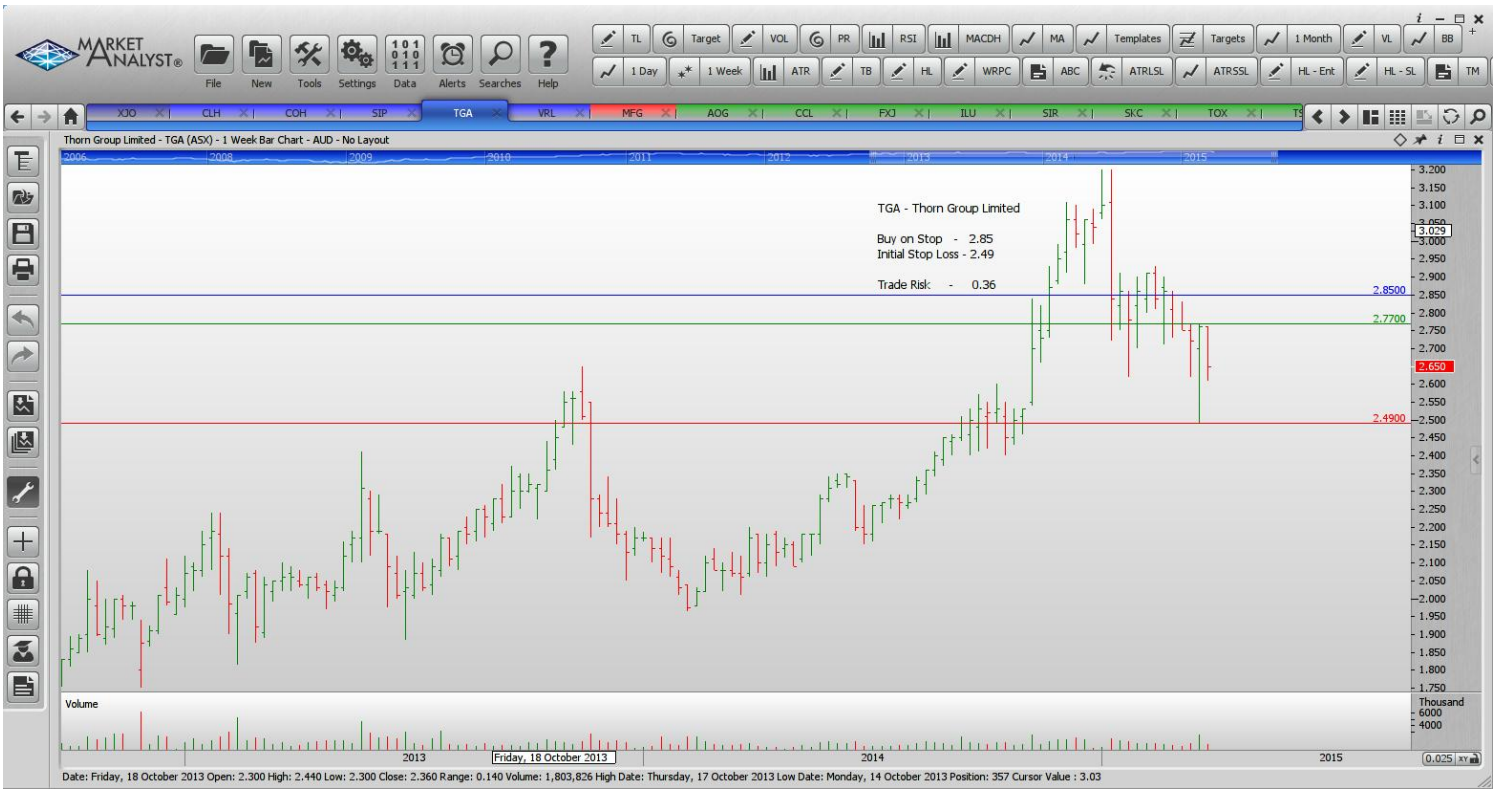 MARKET
ANALYST®
File
New
Tools
Settings
101
010
111
Data
Alerts
Searches
?
Help
TL
Target
VOL
PR
RSI
MACDH
MA
Templates
Targets
1 Month
VL
BB
1 Day
1 Week
ATR
TB
HL
WRPC
ABC
ATRLSL
ATRSSL
HL - Ent
HL - SL
TM
XJO
CLH
COH
SIP
TGA
VRL
MFG
AOG
CCL
FXJ
ILU
SIR
SKC
TOX
TS
Thorn Group Limited - TGA (ASX) - 1 Week Bar Chart - AUD - No Layout
2006 2008 2009 2010 2011 2012 2013 2014 2015
TGA - Thorn Group Limited
Buy on Stop - 2.85
Initial Stop Loss - 2.49
Trade Risk - 0.36
3.200
3.150
3.100
3.050
3.029
3.000
2.950
2.900
2.8500
2.850
2.800
2.7700
2.750
2.700
2.650
2.600
2.550
2.4900
2.500
2.450
2.400
2.350
2.300
2.250
2.200
2.150
2.100
2.050
2.000
1.950
1.900
1.850
1.800
1.750
Volume
Thousand
6000
4000
2013
Friday, 18 October 2013
2014
2015
0.025
XY
Date: Friday, 18 October 2013 Open: 2.300 High: 2.440 Low: 2.300 Close: 2.360 Range: 0.140 Volume: 1,803,826 High Date: Thursday, 17 October 2013 Low Date: Monday, 14 October 2013 Position: 357 Cursor Value : 3.03